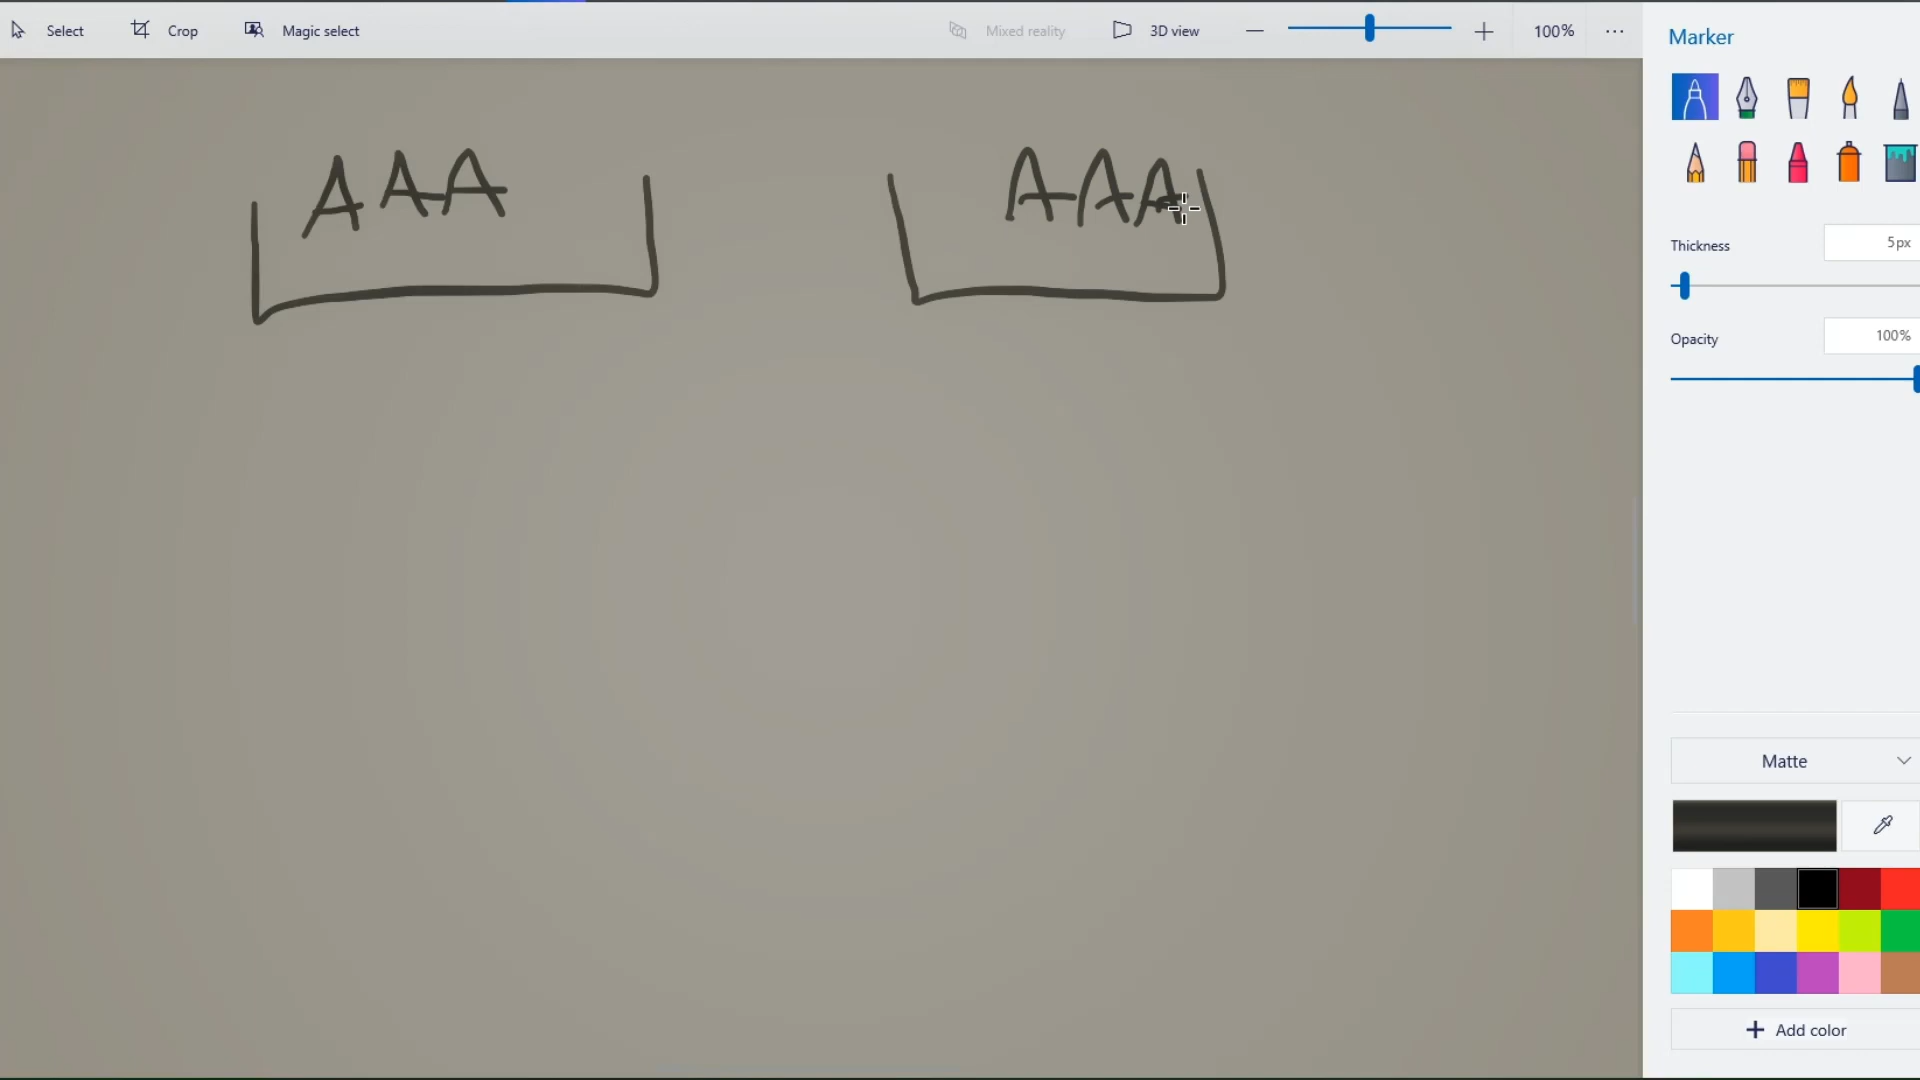 Select Crop Magic select Mixed reality 3D view 100% ...
Marker
AAA AAA
Thickness 5px
Opacity 100%
Matte
+ Add color